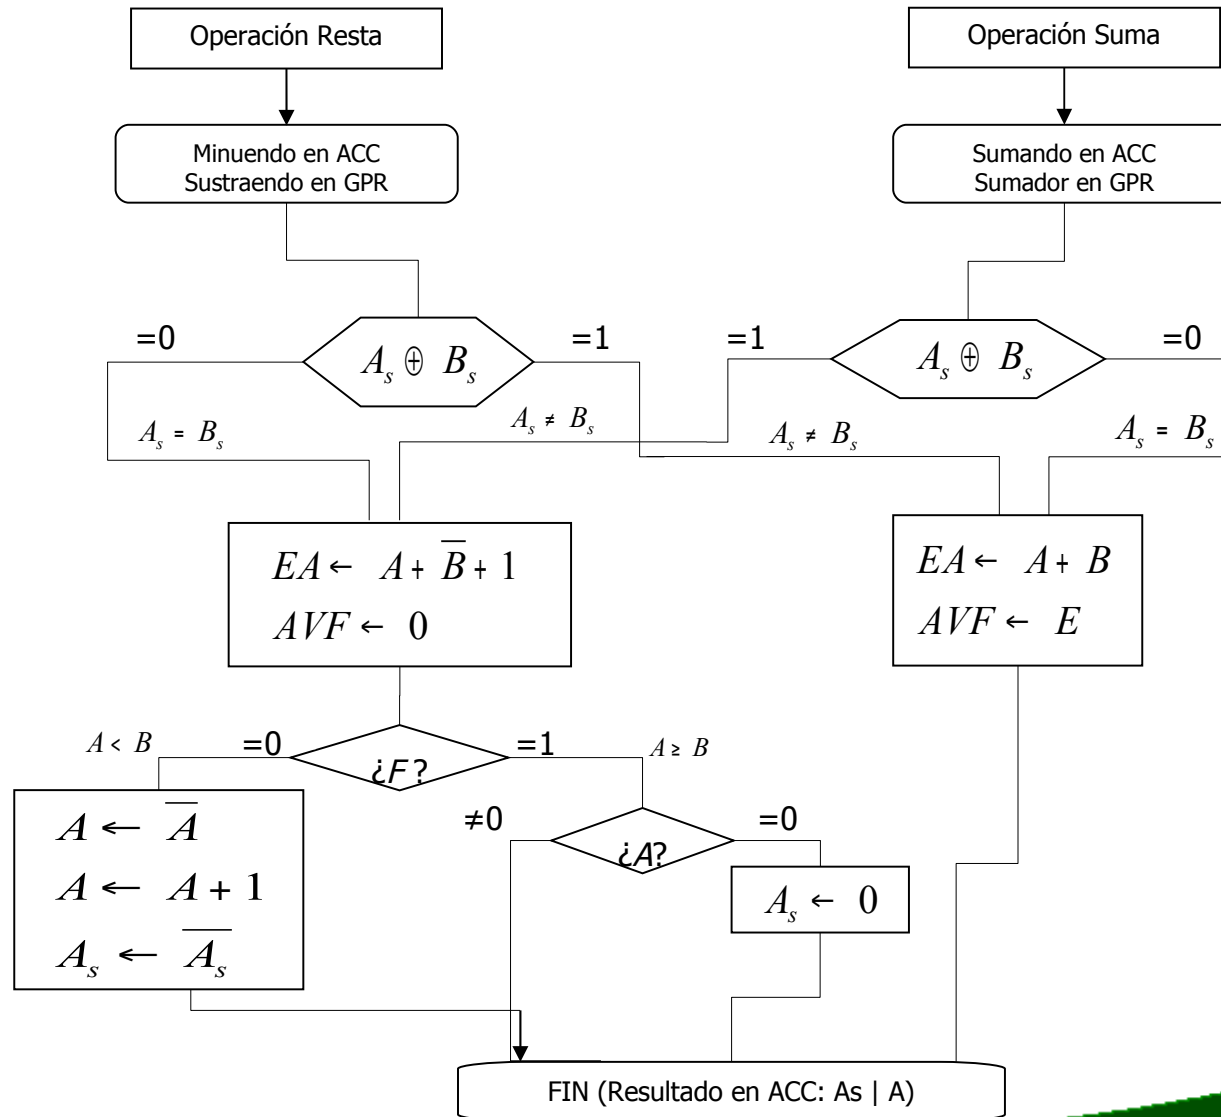 Operación Resta
Operación Suma
Minuendo en ACC
Sustraendo en GPR
Sumando en ACC
Sumador en GPR
=0
A_s ⊕ B_s
=1
=1
A_s ⊕ B_s
=0
A_s = B_s
A_s ≠ B_s
A_s ≠ B_s
A_s = B_s
EA ← A + B̅ + 1
AVF ← 0
EA ← A + B
AVF ← E
A < B
=0
¿F?
=1
A ≥ B
A ← A̅
A ← A + 1
A_s ← A̅_s̅
≠0
¿A?
=0
A_s ← 0
FIN (Resultado en ACC: As | A)